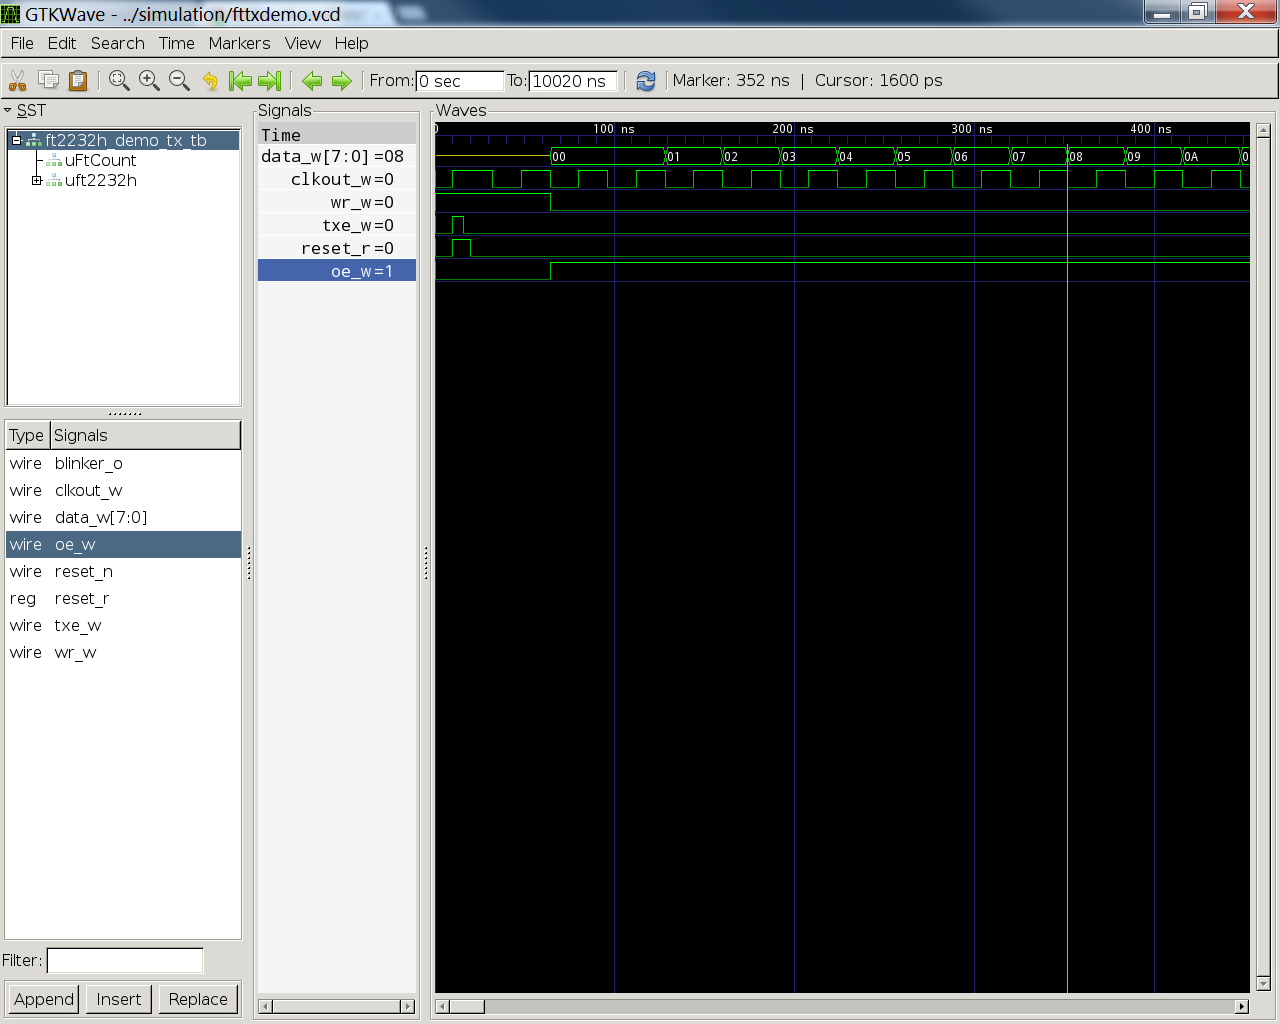 GTKWave - ../simulation/fttxdemo.vcd
File Edit Search Time Markers View Help
From: 0 sec To: 10020 ns Marker: 352 ns | Cursor: 1600 ps
SST
ft2232h_demo_tx_tb
uFtCount
uft2232h
Type Signals
wire blinker_o
wire clkout_w
wire data_w[7:0]
wire oe_w
wire reset_n
reg reset_r
wire txe_w
wire wr_w
Filter:
Append Insert Replace
Signals
Time
data_w[7:0] =08
clkout_w =0
wr_w =0
txe_w =0
reset_r =0
oe_w =1
Waves
0 100 ns 200 ns 300 ns 400 ns
00 01 02 03 04 05 06 07 08 09 0A 0